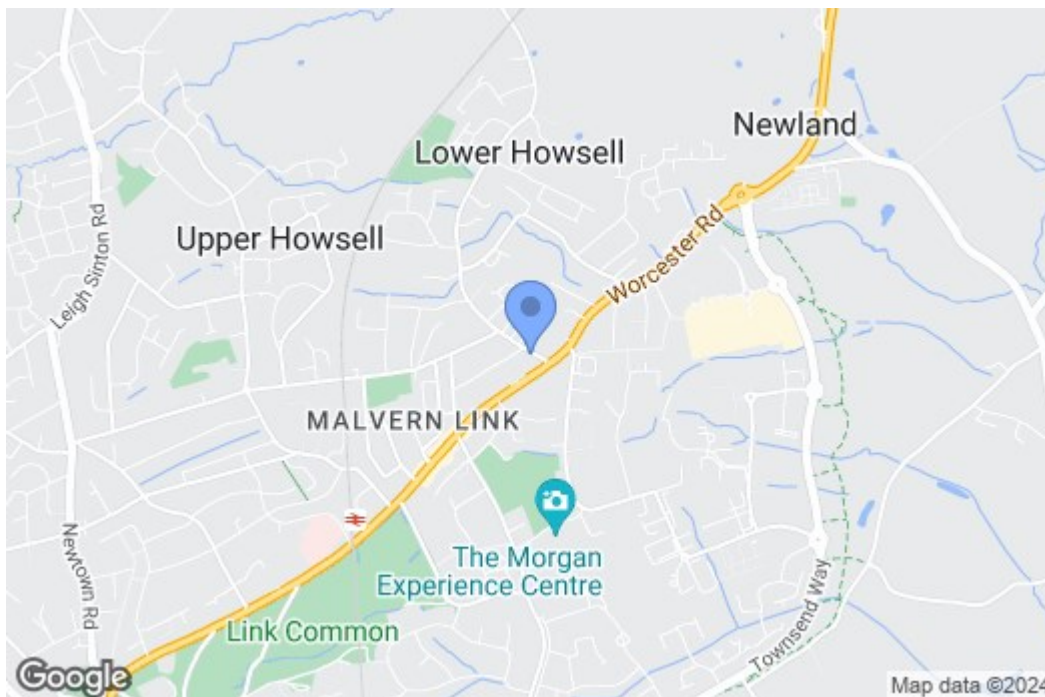 Newland
Lower Howsell
Worcester Rd
Leigh Sinton Rd
Upper Howsell
MALVERN LINK
The Morgan
Experience Centre
Newtown Rd
Link Common
Townsend Way
Google
Map data ©2024